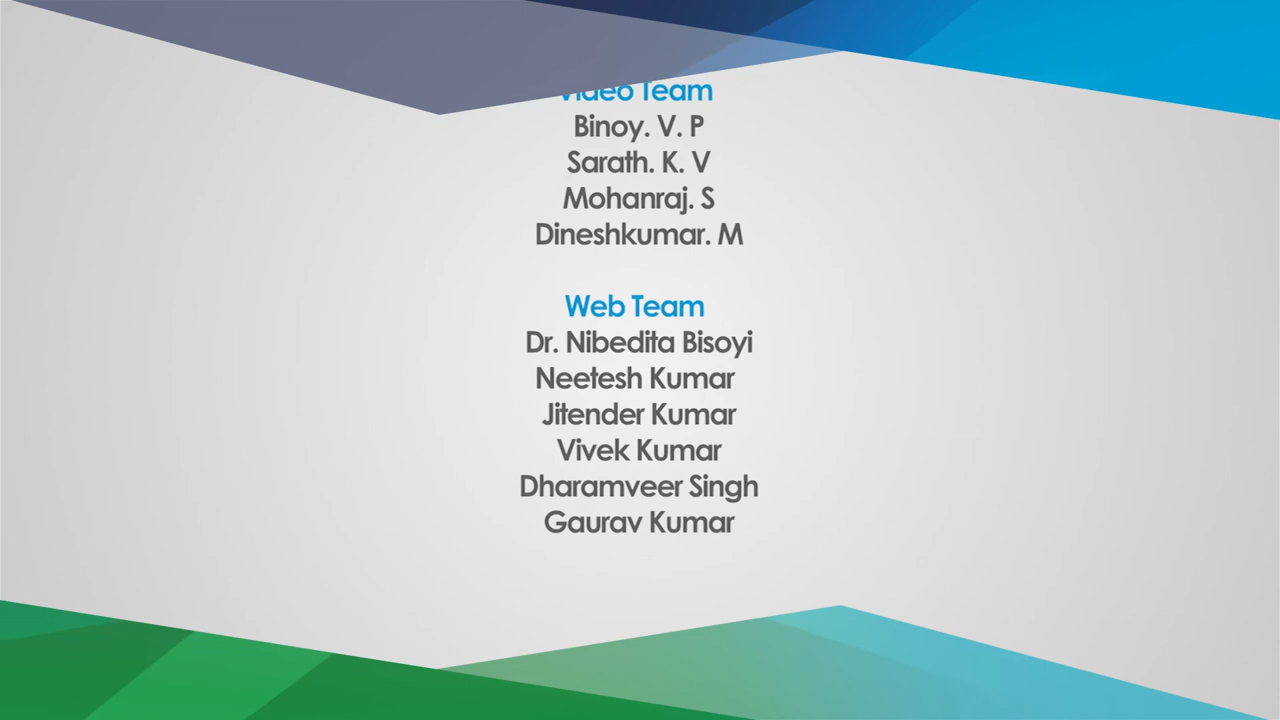 Video Team
Binoy. V. P
Sarath. K. V
Mohanraj. S
Dineshkumar. M
Web Team
Dr. Nibedita Bisoyi
Neetesh Kumar
Jitender Kumar
Vivek Kumar
Dharamveer Singh
Gaurav Kumar